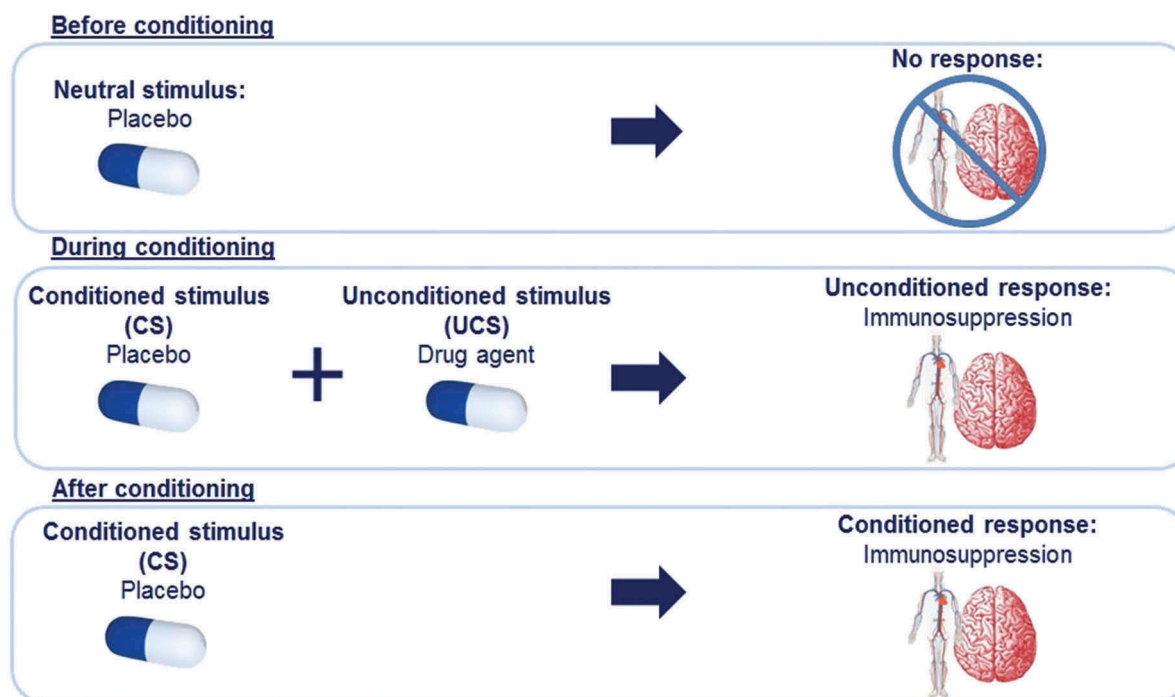 Before conditioning
Neutral stimulus:
Placebo
No response:
During conditioning
Conditioned stimulus
(CS)
Placebo
+
Unconditioned stimulus
(UCS)
Drug agent
Unconditioned response:
Immunosuppression
After conditioning
Conditioned stimulus
(CS)
Placebo
Conditioned response:
Immunosuppression